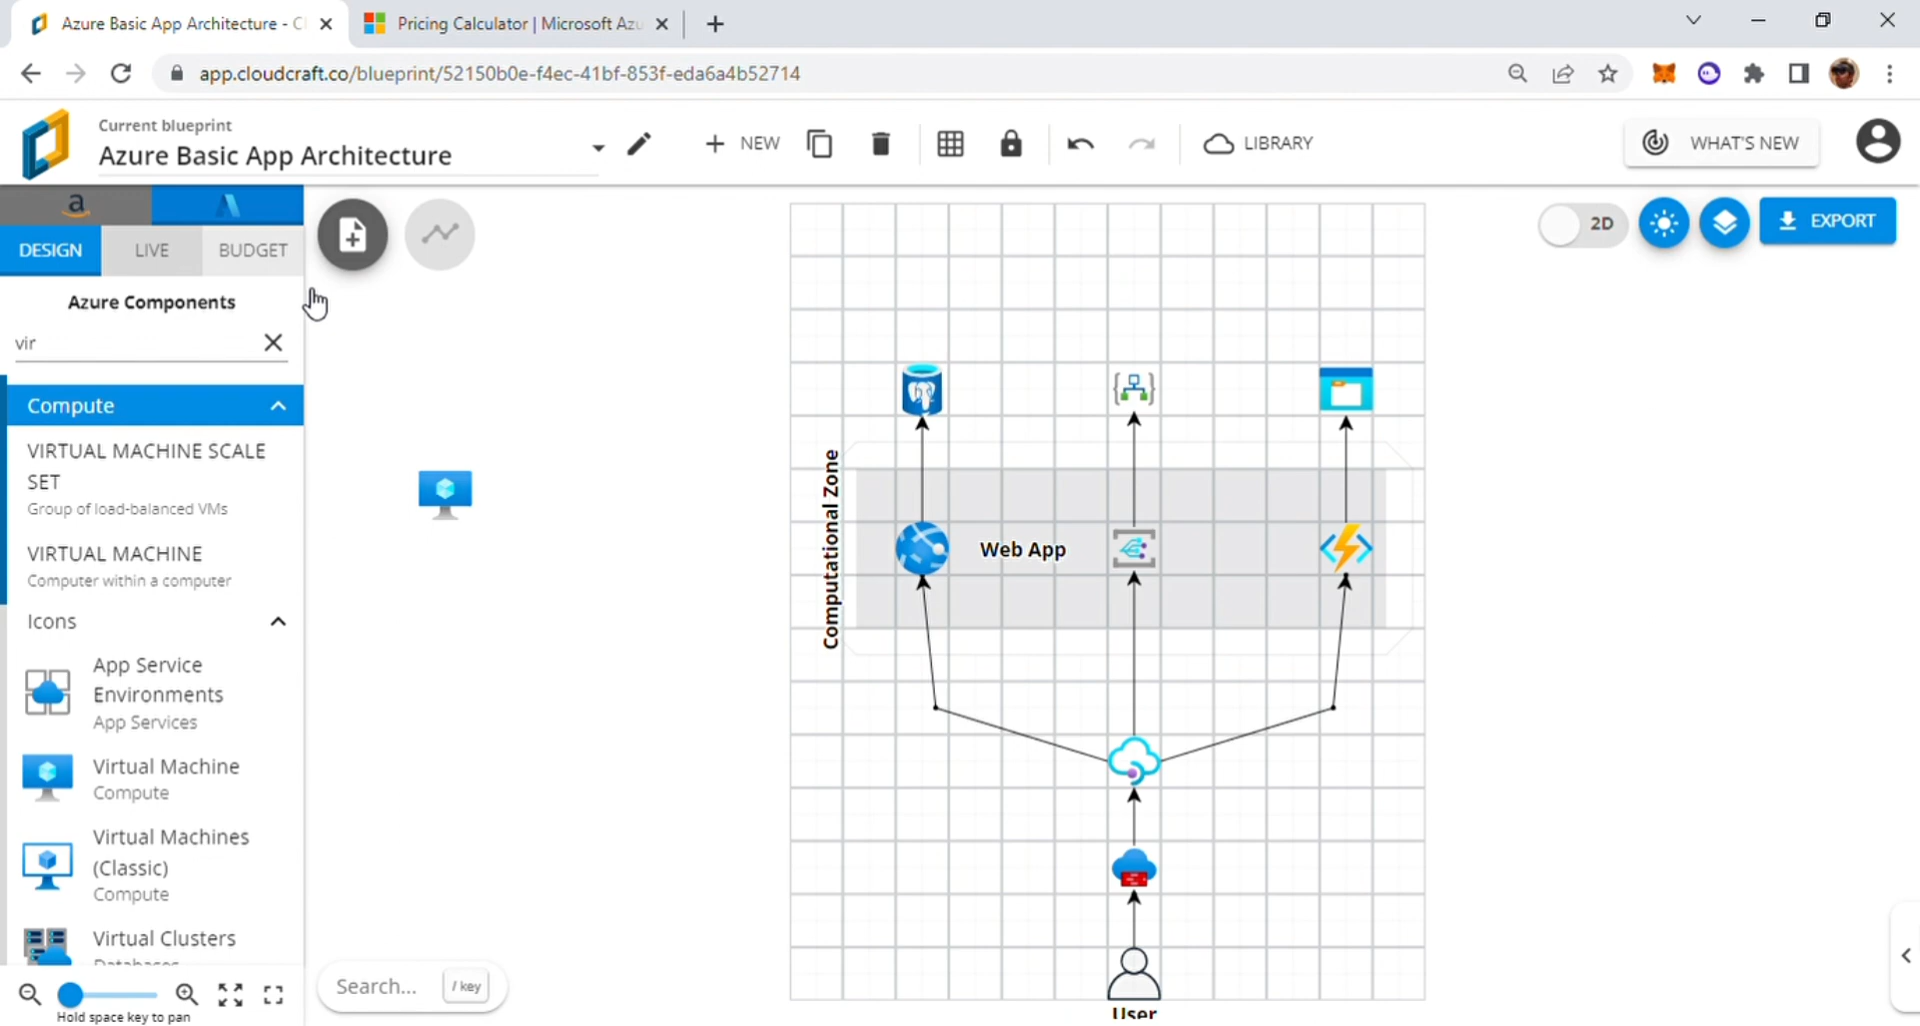 Azure Basic App Architecture - C
Pricing Calculator | Microsoft Azu
app.cloudcraft.co/blueprint/52150b0e-f4ec-41bf-853f-eda6a4b52714
Current blueprint
Azure Basic App Architecture
NEW
LIBRARY
WHAT'S NEW
a
DESIGN
LIVE
BUDGET
2D
EXPORT
Azure Components
vir
Compute
VIRTUAL MACHINE SCALE
SET
Group of load-balanced VMs
VIRTUAL MACHINE
Computer within a computer
Icons
App Service
Environments
App Services
Virtual Machine
Compute
Virtual Machines
(Classic)
Compute
Virtual Clusters
Databases
Hold space key to pan
Search...
/ key
Computational Zone
Web App
User